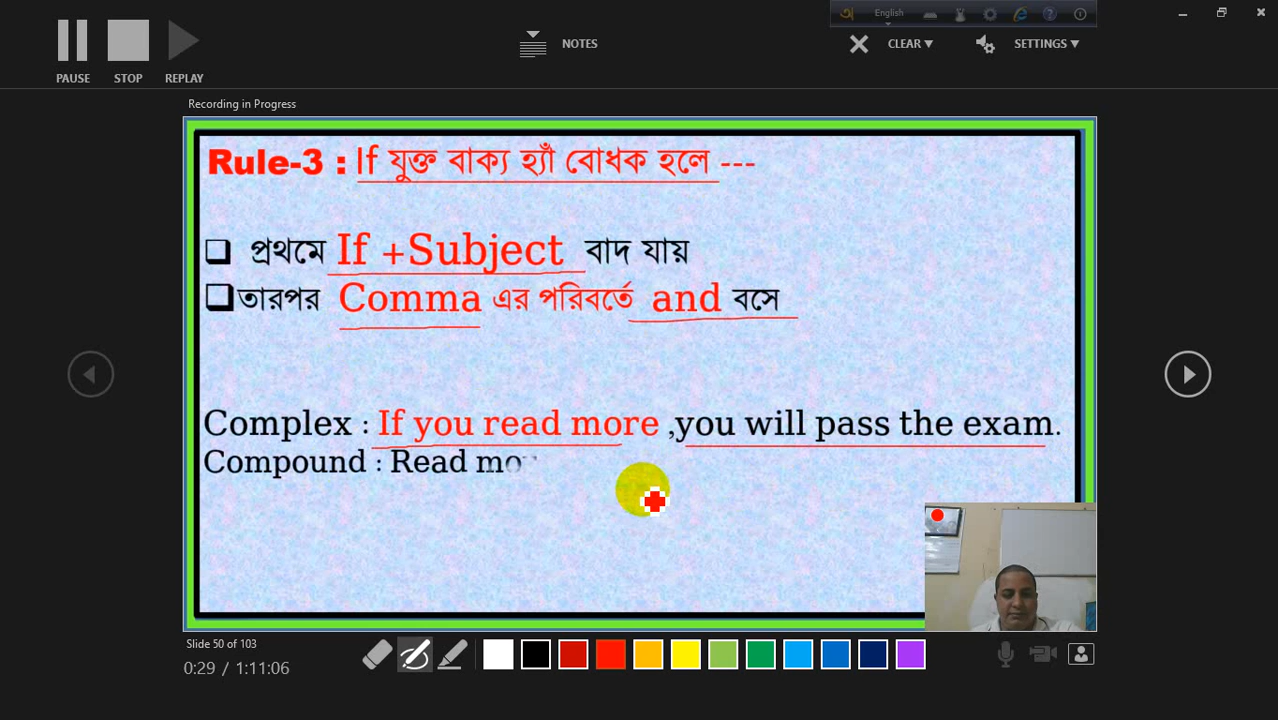 English
PAUSE STOP REPLAY
NOTES
CLEAR
SETTINGS
Recording in Progress
Rule-3 : If যুক্ত বাক্য হ্যাঁ বোধক হলে ---
প্রথমে If +Subject বাদ যায়
তারপর Comma এর পরিবর্তে and বসে
Complex : If you read more ,you will pass the exam.
Compound : Read mo
Slide 50 of 103
0:29 / 1:11:06